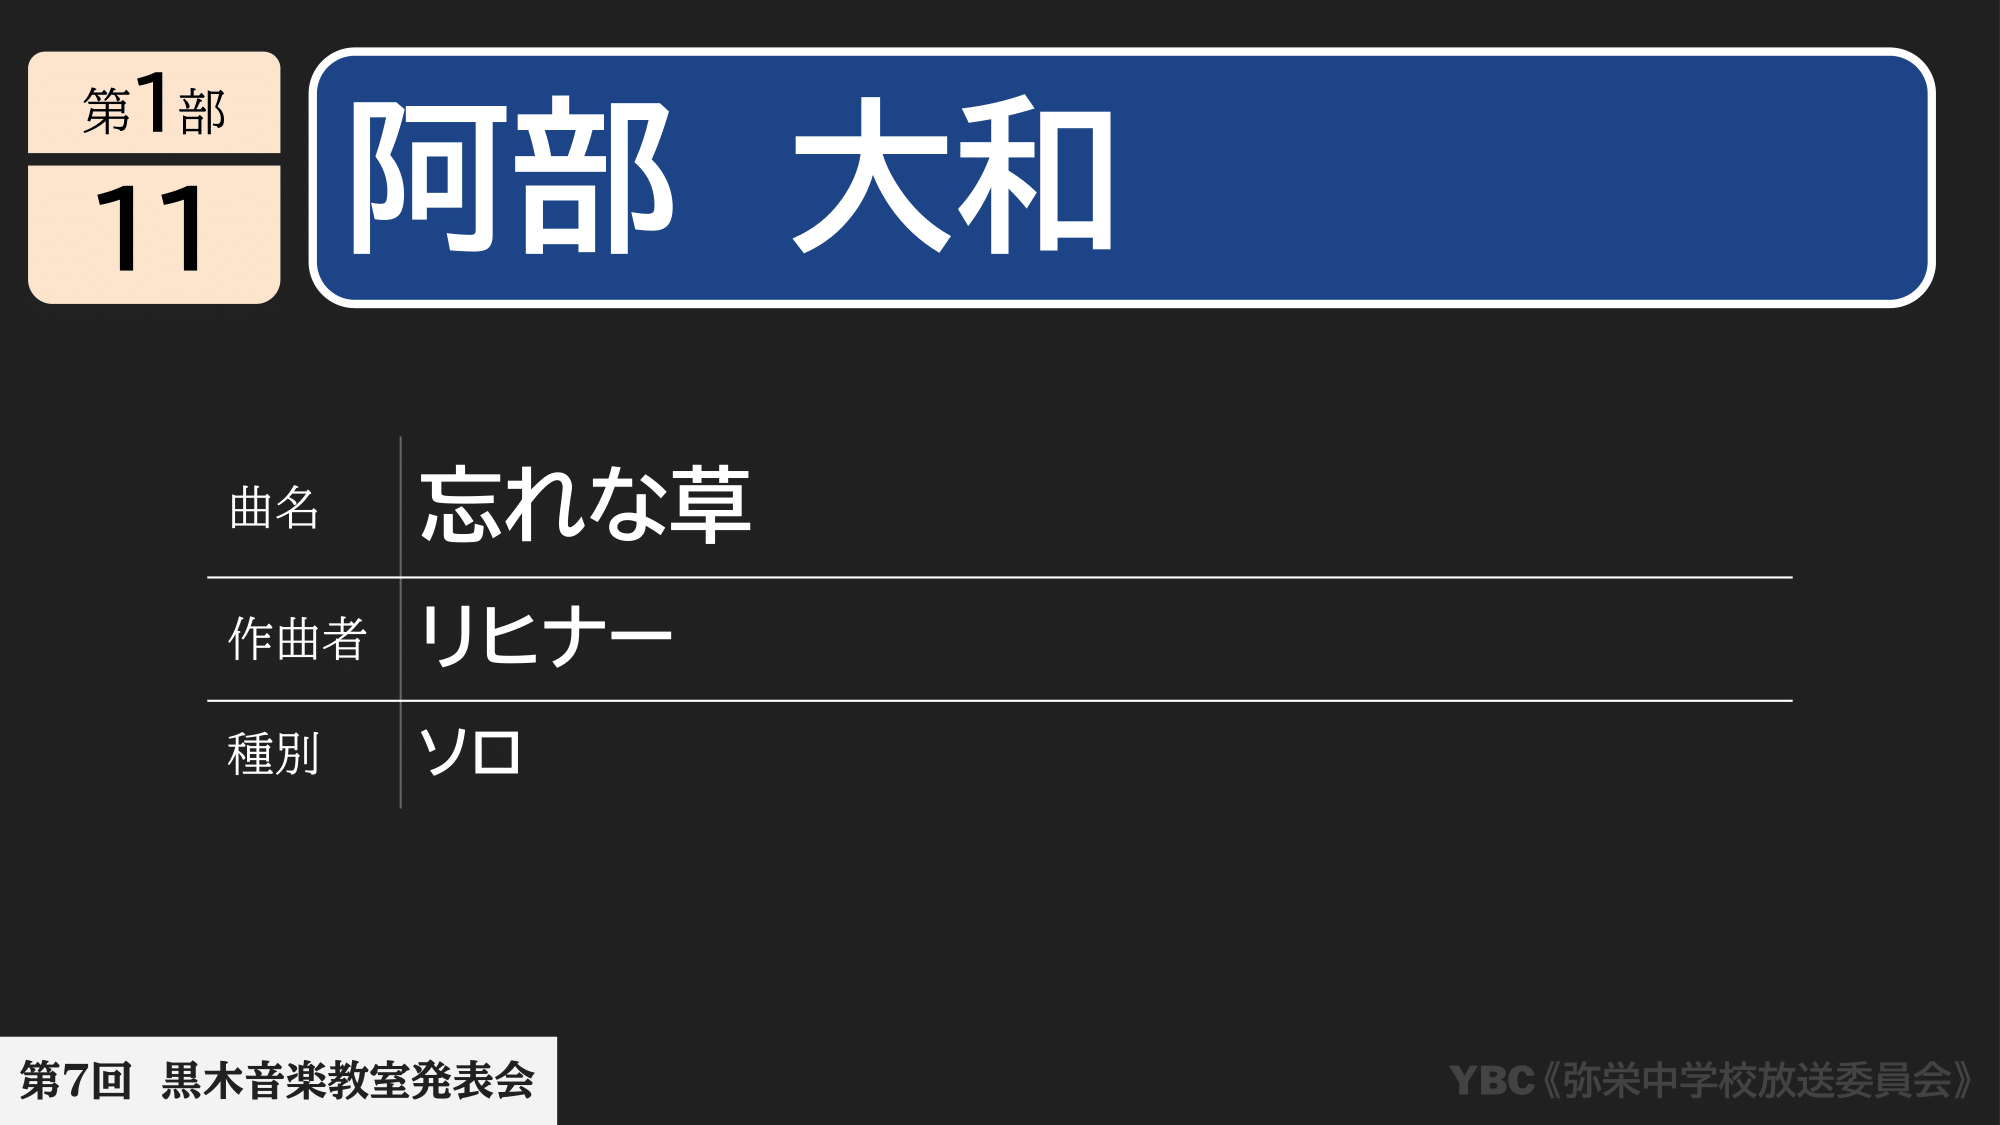 第1部
11
阿部 大和
曲名 忘れな草
作曲者 リヒナー
種別 ソロ
第7回 黒木音楽教室発表会
YBC《弥栄中学校放送委員会》